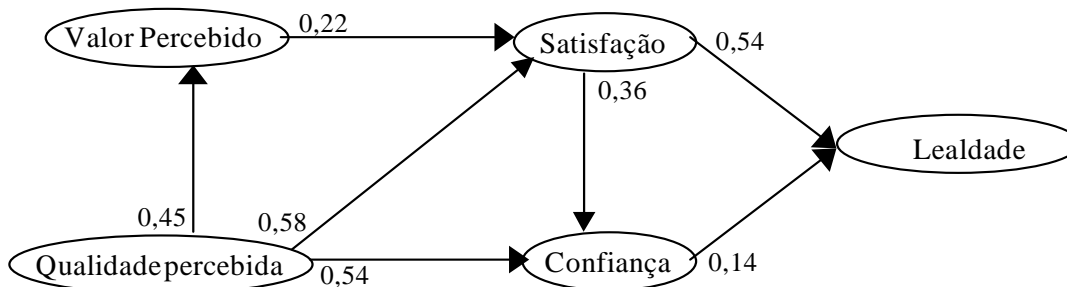 Valor Percebido
0,22
Satisfação
0,54
0,36
Lealdade
0,45
0,58
Qualidade percebida
0,54
Confiança
0,14